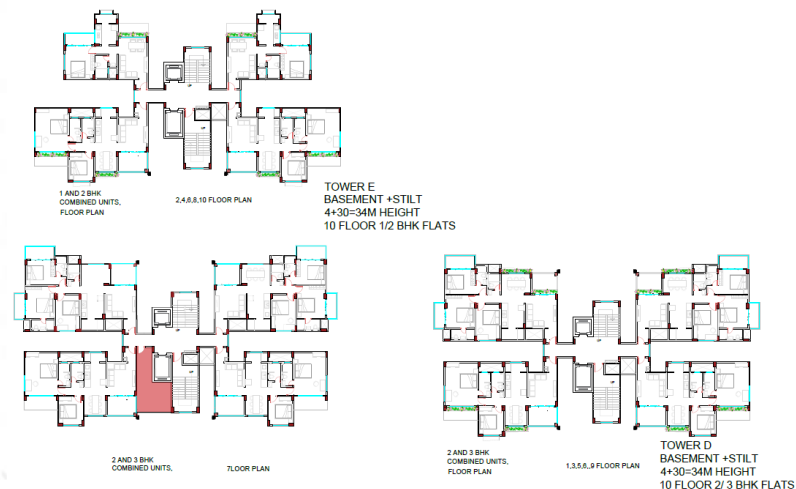 1 AND 2 BHK
COMBINED UNITS,
FLOOR PLAN
2,4,6,8,10 FLOOR PLAN
TOWER E
BASEMENT +STILT
4+30=34M HEIGHT
10 FLOOR 1/2 BHK FLATS
2 AND 3 BHK
COMBINED UNITS,
7FLOOR PLAN
2 AND 3 BHK
COMBINED UNITS,
FLOOR PLAN
1,3,5,6,,9 FLOOR PLAN
TOWER D
BASEMENT +STILT
4+30=34M HEIGHT
10 FLOOR 2/ 3 BHK FLATS